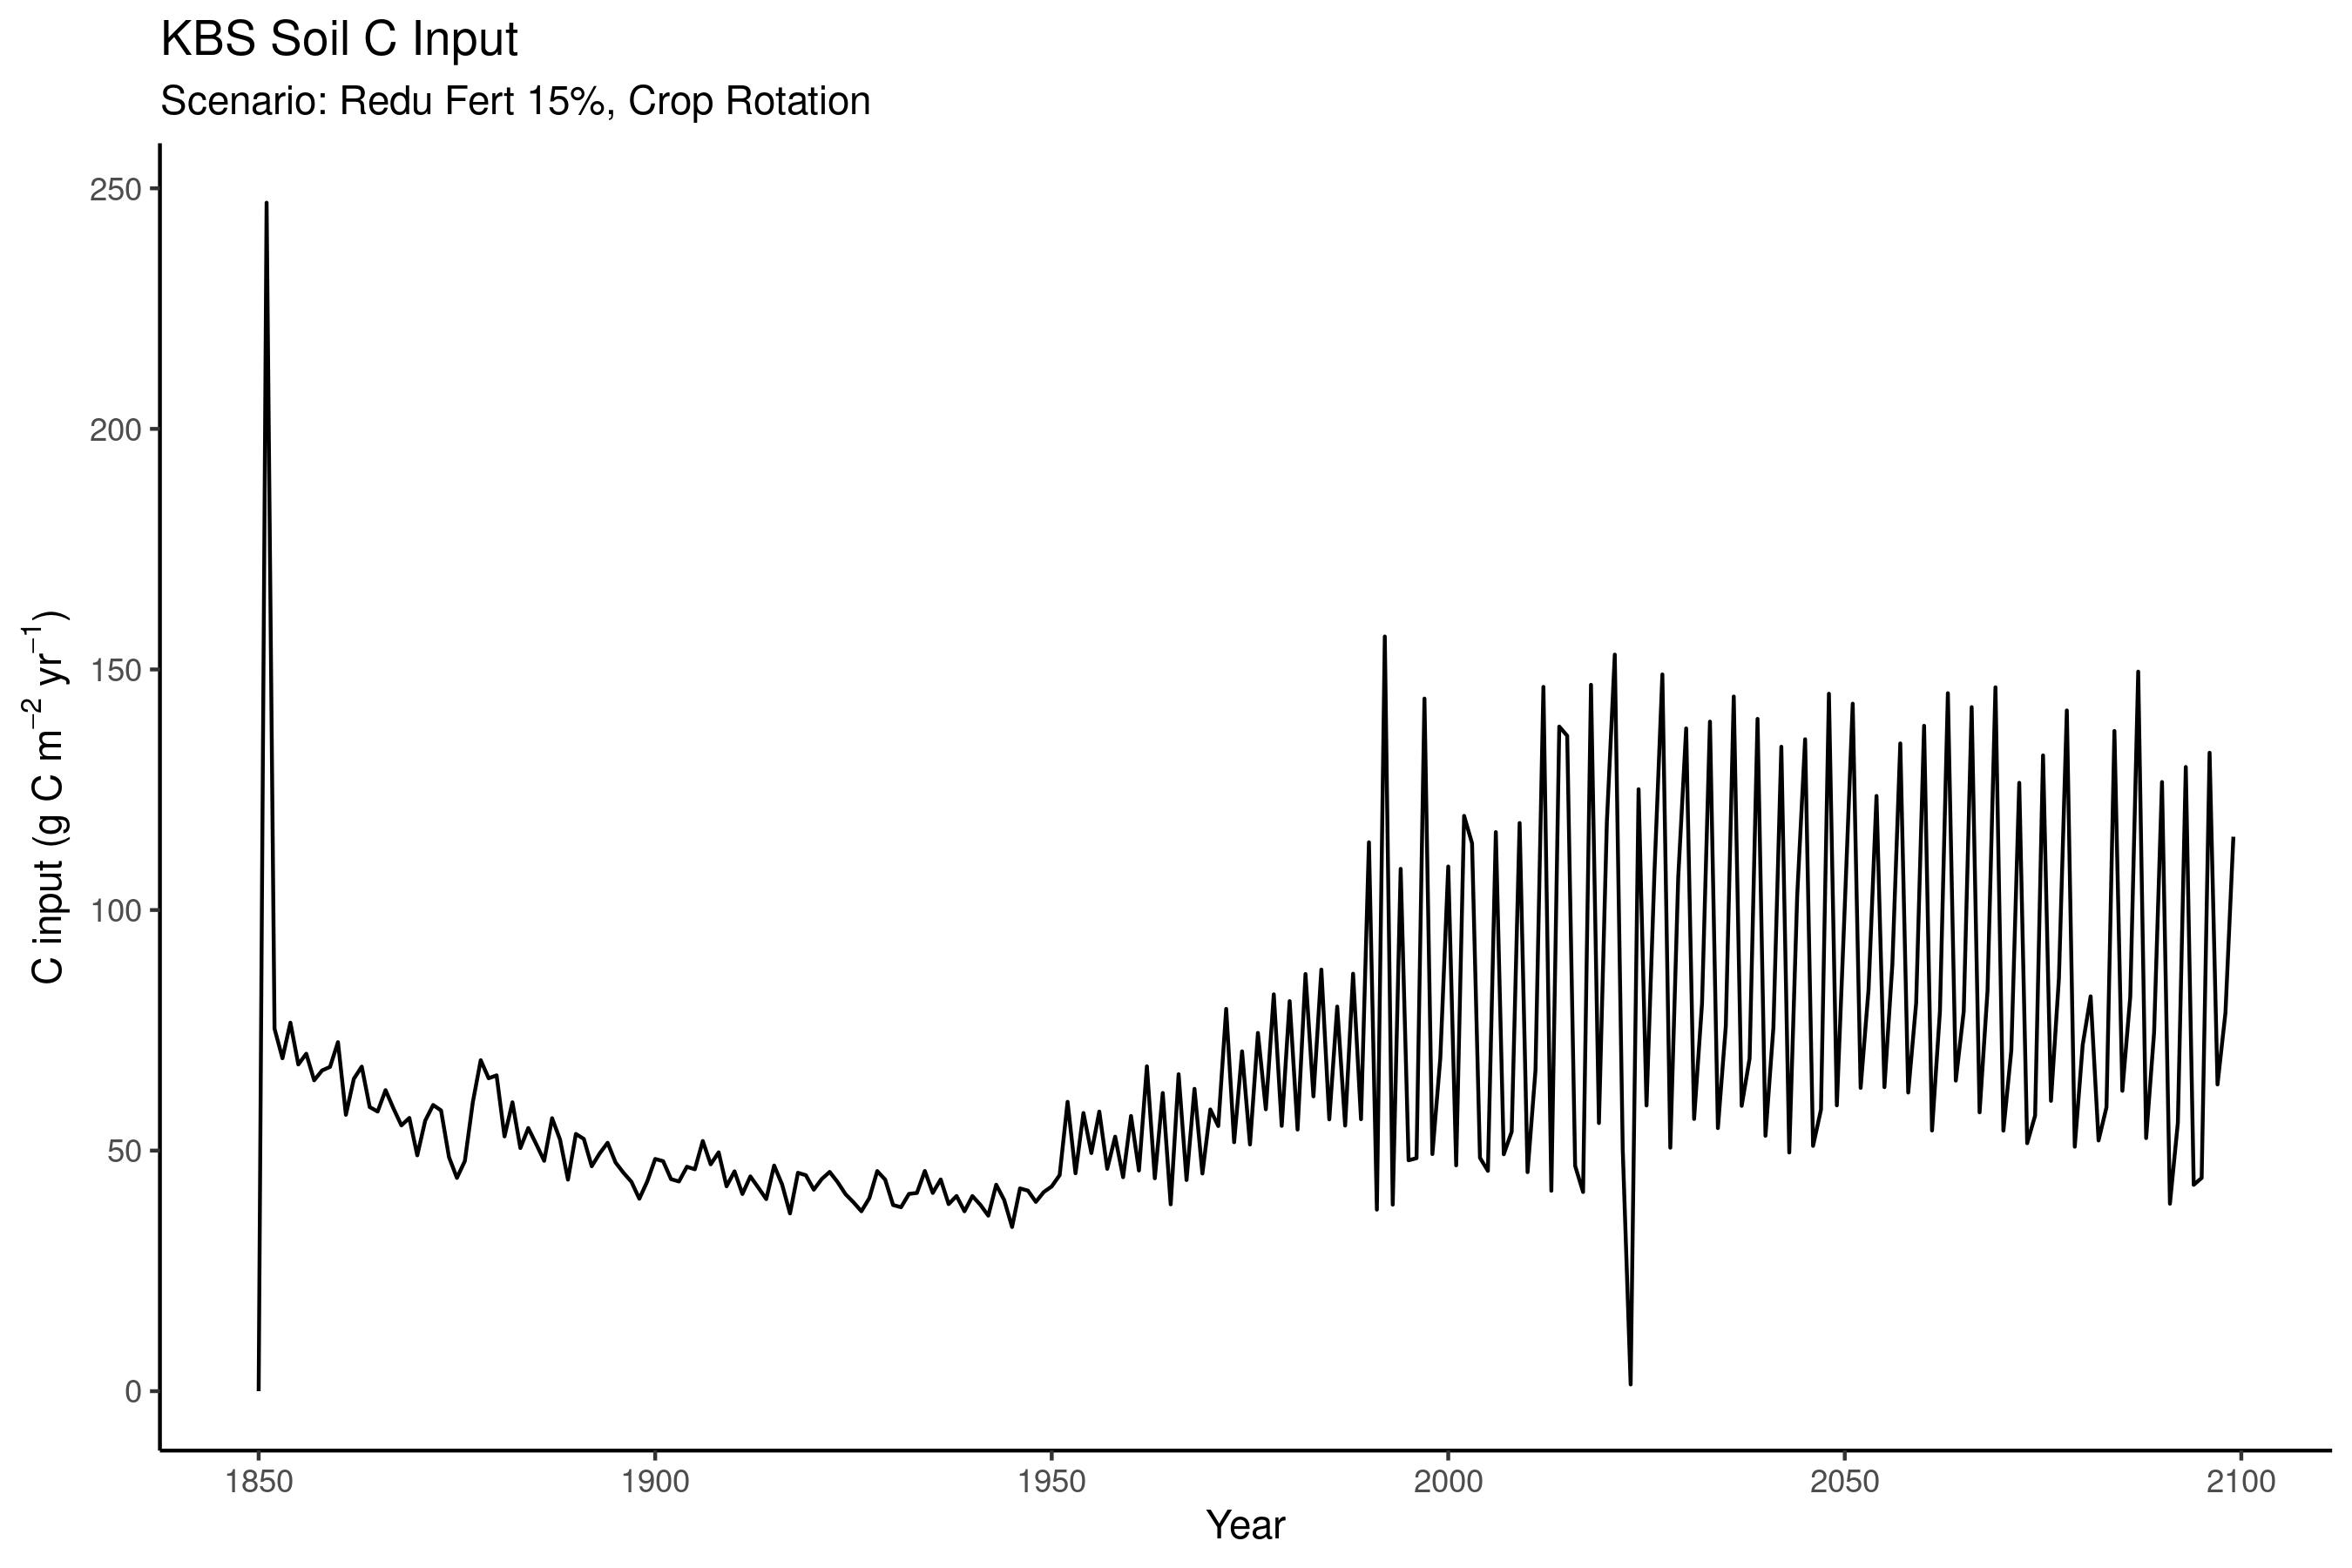 KBS Soil C Input
Scenario: Redu Fert 15%, Crop Rotation
250
200
150
100
50
0
C input (g C m⁻² yr⁻¹)
1850 1900 1950 2000 2050 2100
Year